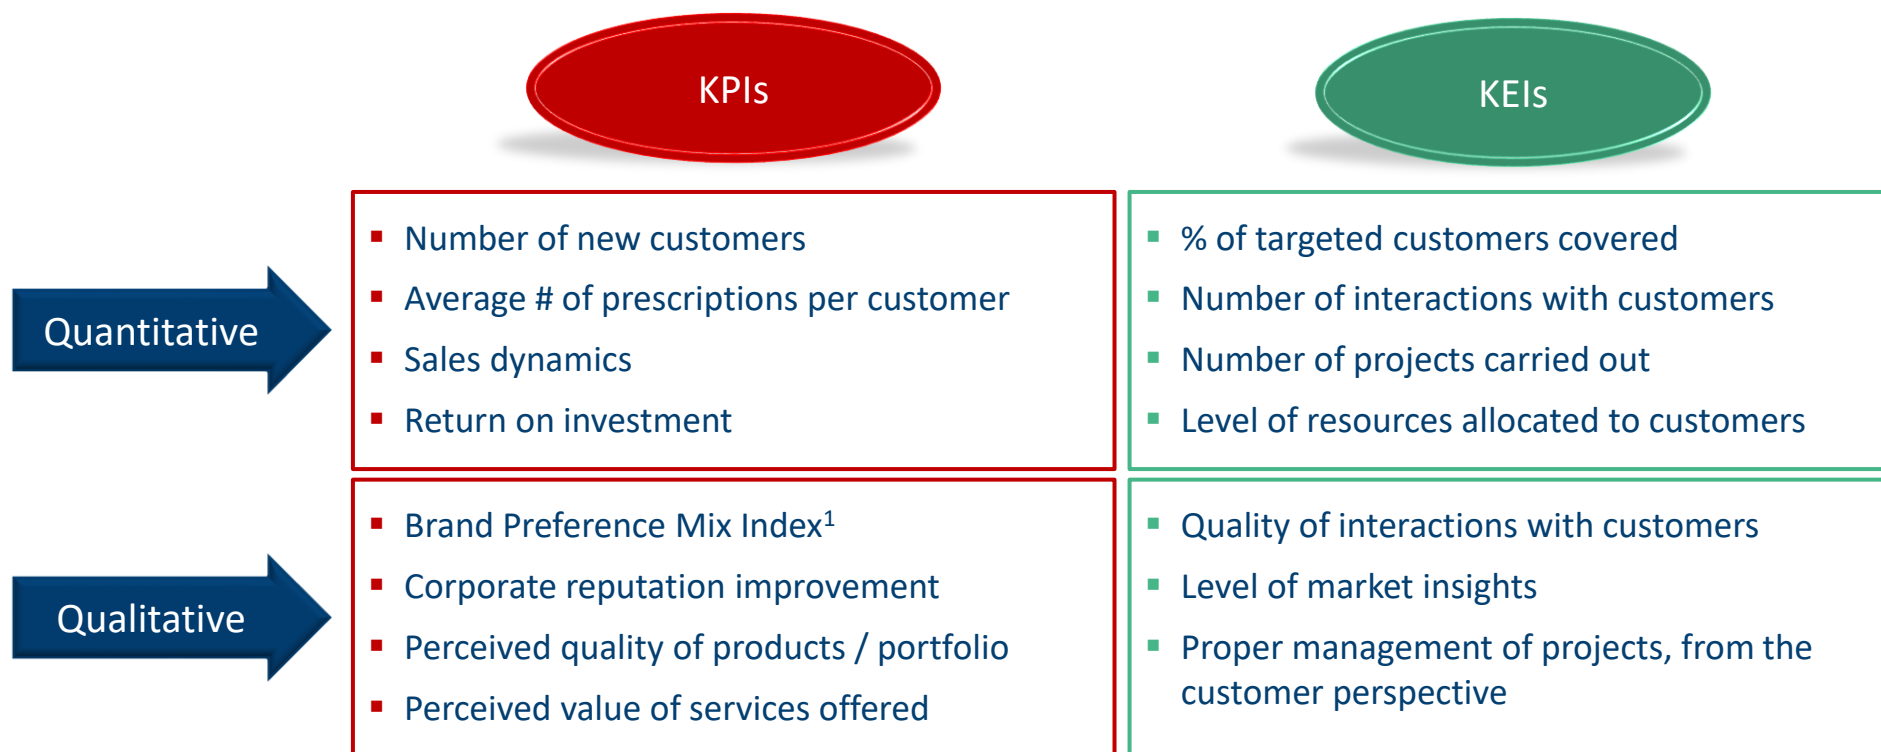 KPIs
KEIs
Quantitative
▪ Number of new customers
▪ Average # of prescriptions per customer
▪ Sales dynamics
▪ Return on investment
▪ % of targeted customers covered
▪ Number of interactions with customers
▪ Number of projects carried out
▪ Level of resources allocated to customers
Qualitative
▪ Brand Preference Mix Index¹
▪ Corporate reputation improvement
▪ Perceived quality of products / portfolio
▪ Perceived value of services offered
▪ Quality of interactions with customers
▪ Level of market insights
▪ Proper management of projects, from the
customer perspective